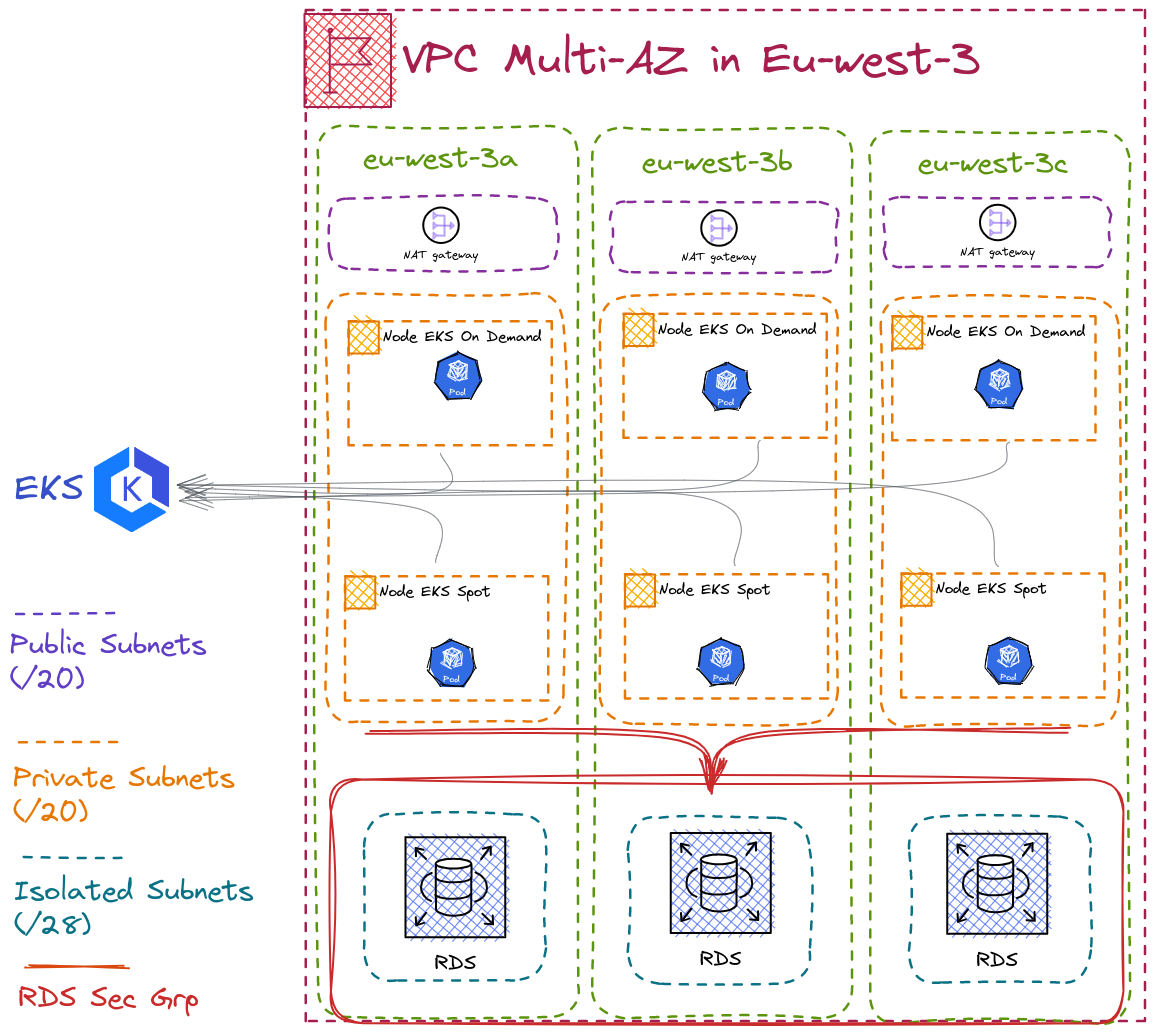 VPC Multi-AZ in Eu-west-3
eu-west-3a
eu-west-3b
eu-west-3c
NAT gateway
NAT gateway
NAT gateway
Node EKS On Demand
Node EKS On Demand
Node EKS On Demand
Pod
Pod
Pod
EKS
K
Node EKS Spot
Node EKS Spot
Node EKS Spot
Pod
Pod
Pod
Public Subnets
(/20)
Private Subnets
(/20)
Isolated Subnets
(/28)
RDS Sec Grp
RDS
RDS
RDS